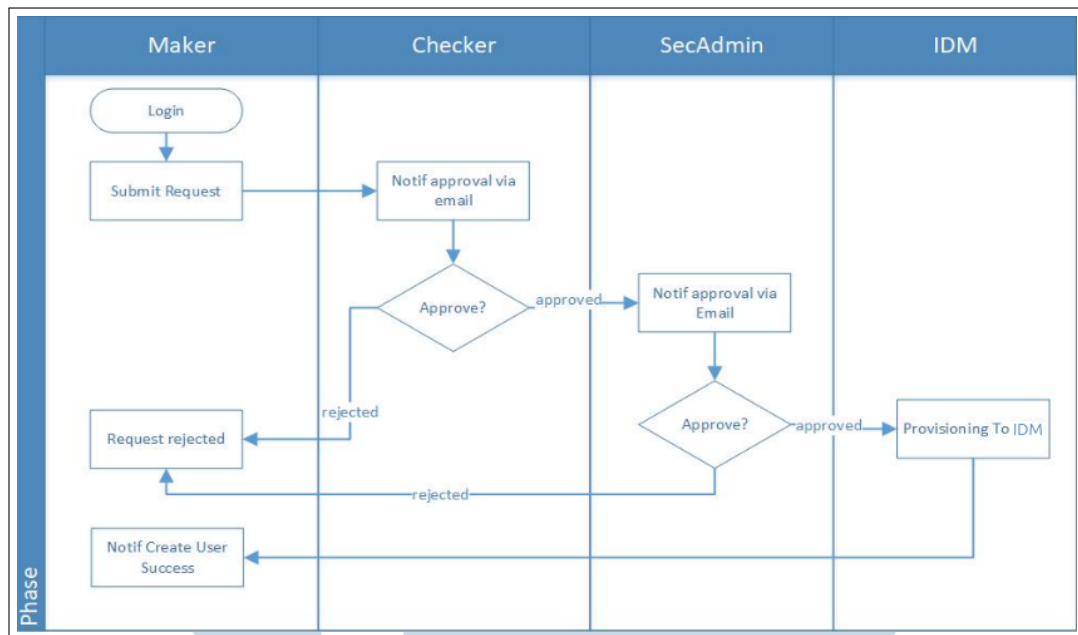 Maker
Checker
SecAdmin
IDM
Login
Submit Request
Notif approval via
email
Approve?
approved
Notif approval via
Email
rejected
Request rejected
Approve?
approved
Provisioning To IDM
rejected
Notif Create User
Success
Phase